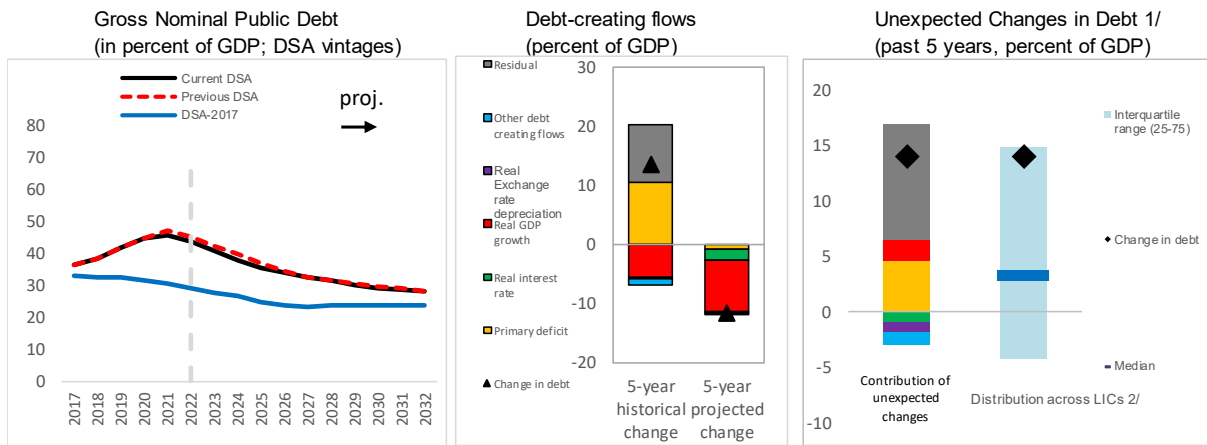 Gross Nominal Public Debt
(in percent of GDP; DSA vintages)
Current DSA
Previous DSA
DSA-2017
proj.
80
70
60
50
40
30
20
10
0
2017
2018
2019
2020
2021
2022
2023
2024
2025
2026
2027
2028
2029
2030
2031
2032
Debt-creating flows
(percent of GDP)
Residual
Other debt
creating flows
Real
Exchange
rate
depreciation
Real GDP
growth
Real interest
rate
Primary deficit
Change in debt
30
20
10
0
-10
-20
5-year
historical
change
5-year
projected
change
Unexpected Changes in Debt 1/
(past 5 years, percent of GDP)
20
15
10
5
0
-5
-10
Interquartile
range (25-75)
Change in debt
Median
Contribution of
unexpected
changes
Distribution across LICs 2/